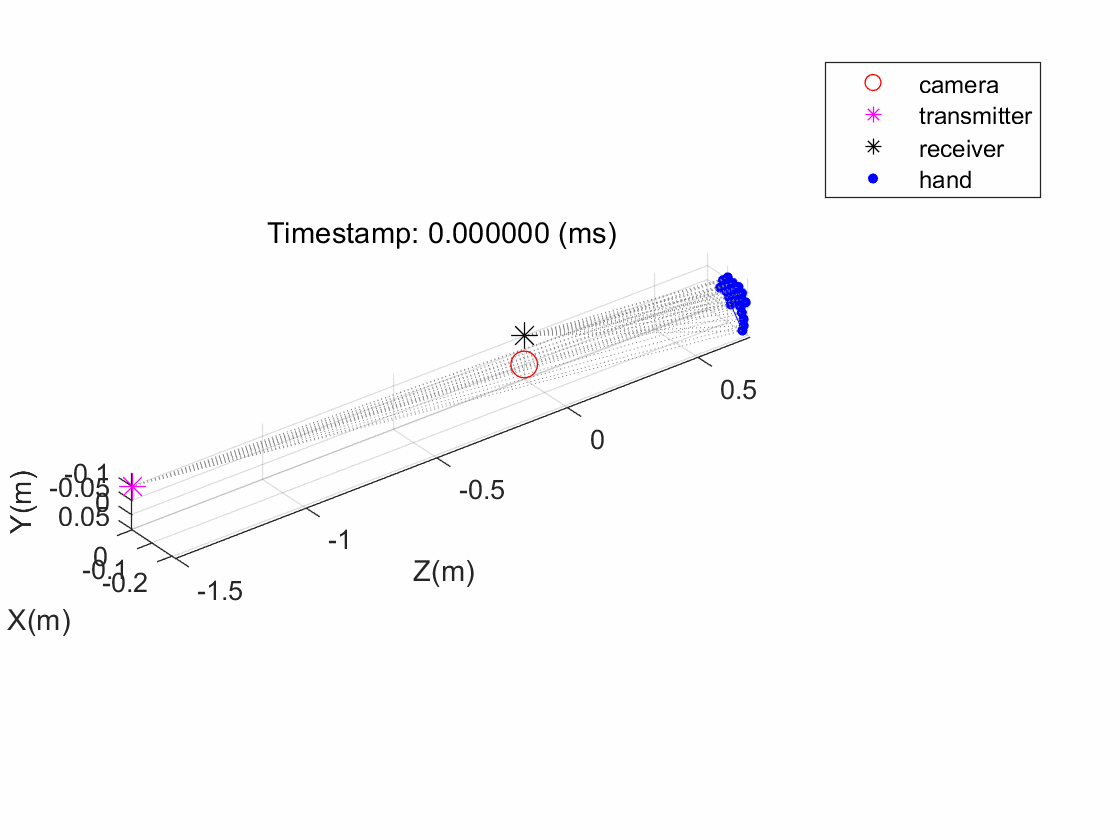 camera
transmitter
receiver
hand
Timestamp: 0.000000 (ms)
0.5
0
-0.5
-1
-1.5
Z(m)
-0.1
-0.05
0
0.05
Y(m)
0
-0.1
-0.2
X(m)